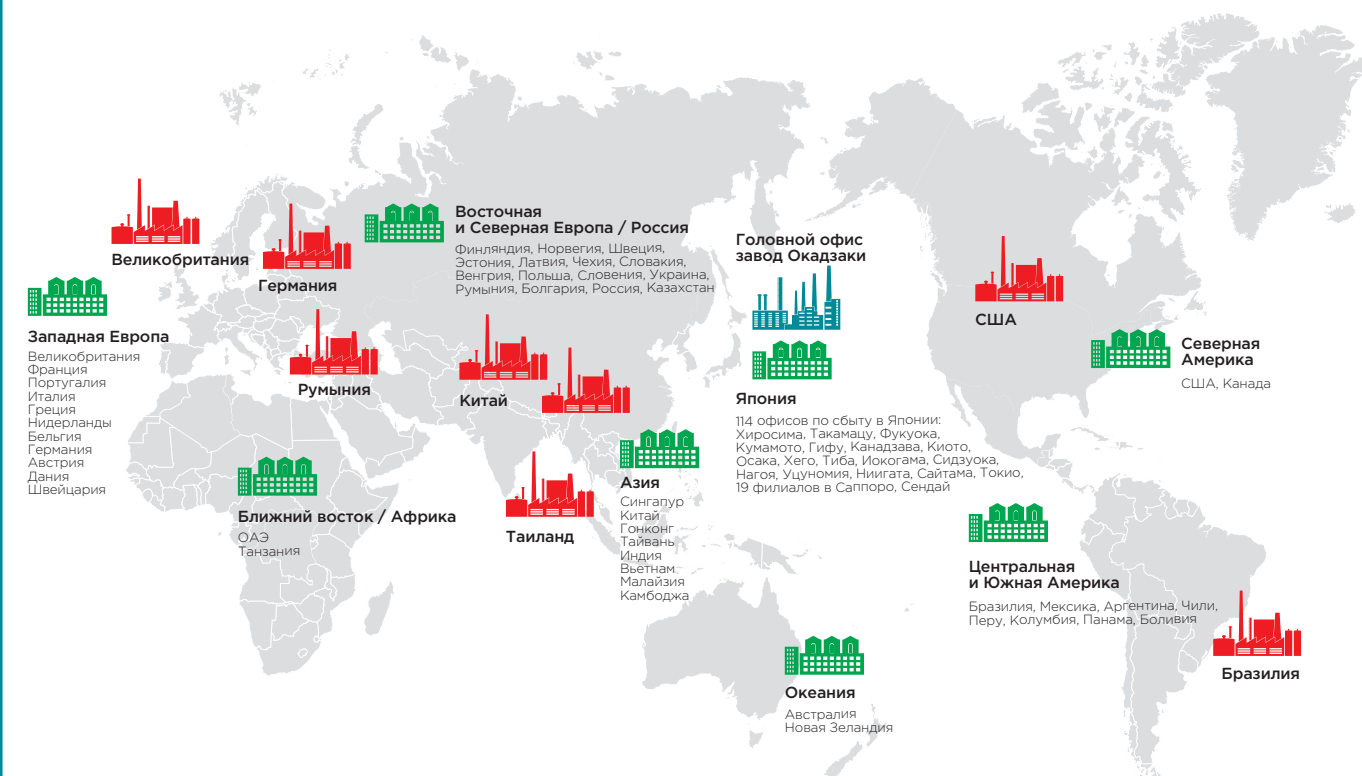 Великобритания
Германия
Восточная
и Северная Европа / Россия
Финляндия, Норвегия, Швеция,
Эстония, Латвия, Чехия, Словакия,
Венгрия, Польша, Словения, Украина,
Румыния, Болгария, Россия, Казахстан
Головной офис
завод Окадзаки
США
Западная Европа
Великобритания
Франция
Португалия
Италия
Греция
Нидерланды
Бельгия
Германия
Австрия
Дания
Швейцария
Румыния
Китай
Япония
114 офисов по сбыту в Японии:
Хиросима, Такамацу, Фукуока,
Кумамото, Гифу, Канадзава, Киото,
Осака, Хего, Тиба, Иокогама, Сидзуока,
Нагоя, Уцуномия, Ниигата, Сайтама, Токио,
19 филиалов в Саппоро, Сендай
Северная
Америка
США, Канада
Ближний восток / Африка
ОАЭ
Танзания
Таиланд
Азия
Сингапур
Китай
Гонконг
Тайвань
Индия
Вьетнам
Малайзия
Камбоджа
Центральная
и Южная Америка
Бразилия, Мексика, Аргентина, Чили,
Перу, Колумбия, Панама, Боливия
Бразилия
Океания
Австралия
Новая Зеландия